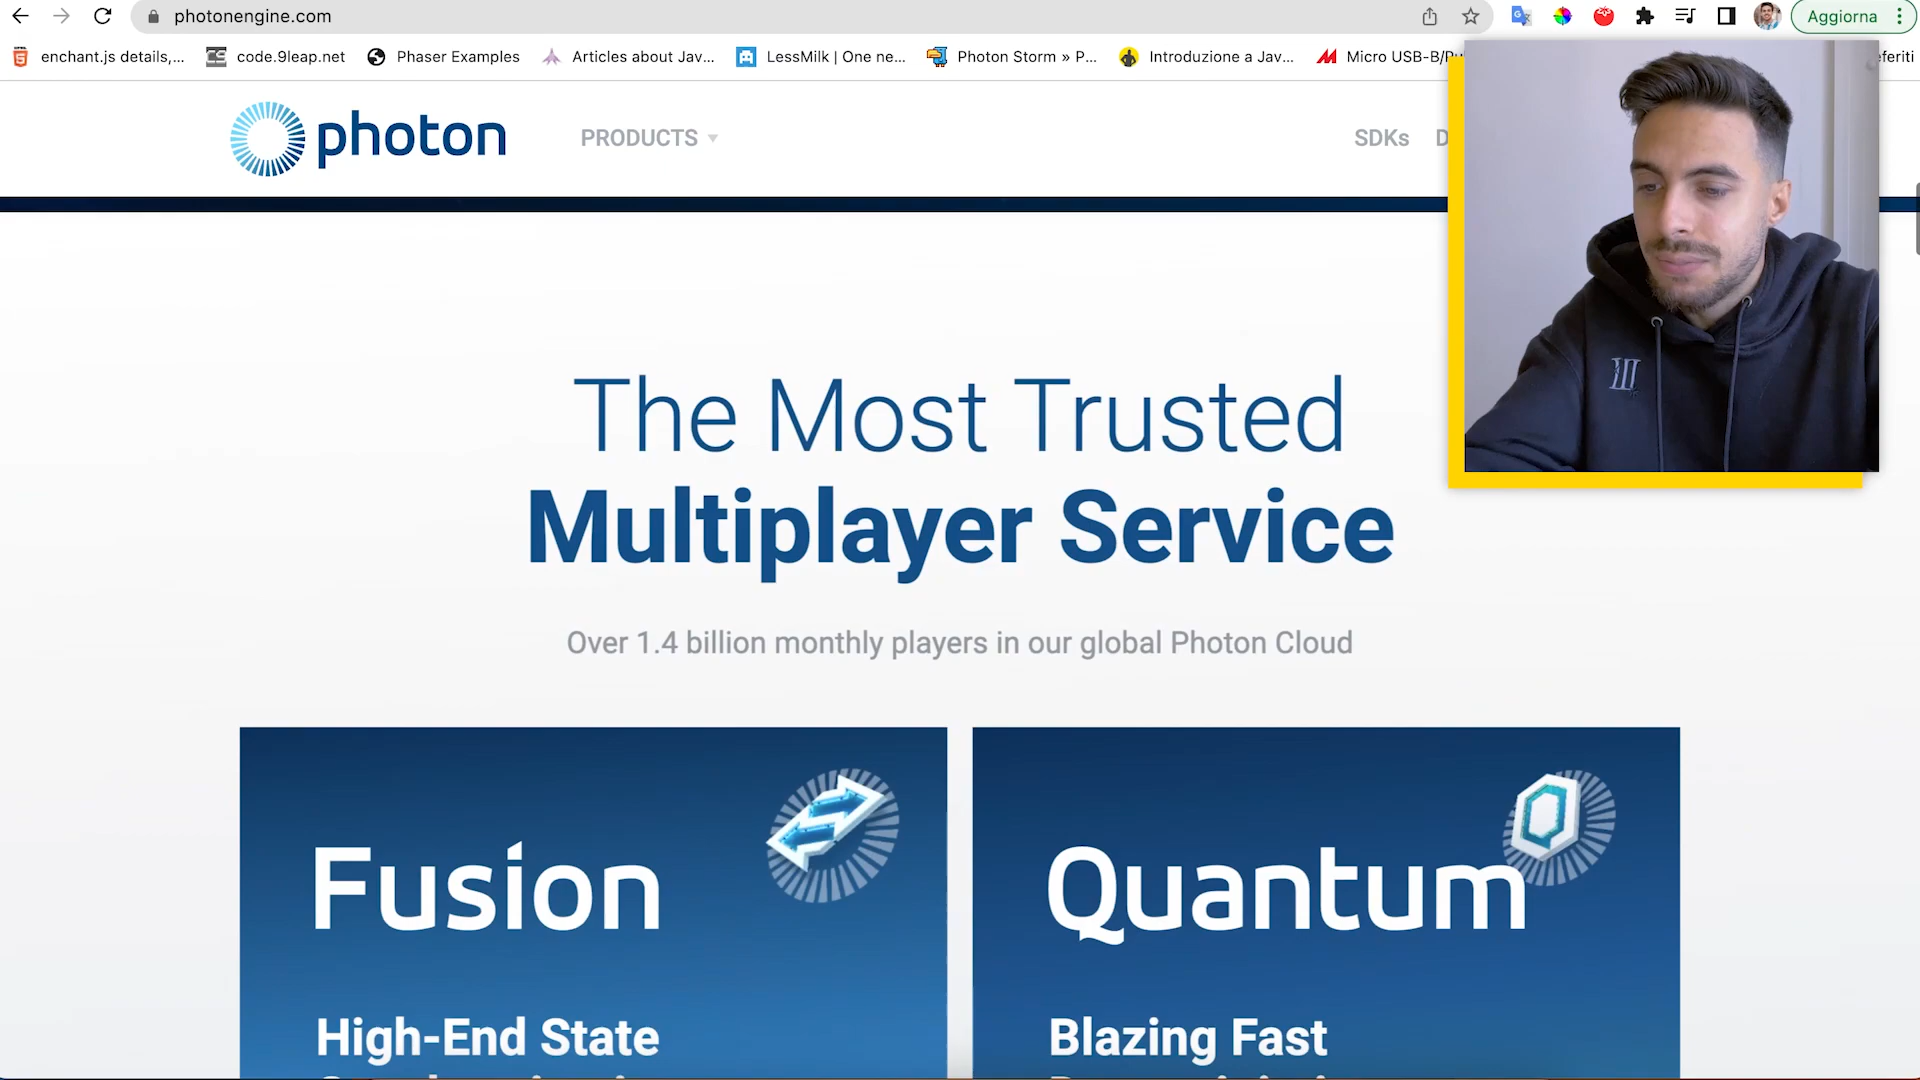 photonengine.com
Aggiorna
enchant.js details,...
code.9leap.net
Phaser Examples
Articles about Jav...
LessMilk | One ne...
Photon Storm » P...
Introduzione a Jav...
Micro USB-B/
photon
PRODUCTS
SDKs
The Most Trusted
Multiplayer Service
Over 1.4 billion monthly players in our global Photon Cloud
Fusion
Quantum
High-End State
Blazing Fast